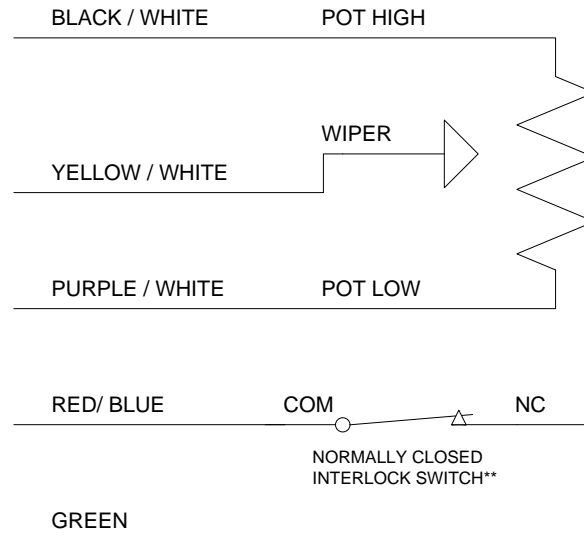 BLACK / WHITE POT HIGH
WIPER
YELLOW / WHITE
PURPLE / WHITE POT LOW
RED/ BLUE COM NC
NORMALLY CLOSED
INTERLOCK SWITCH**
GREEN